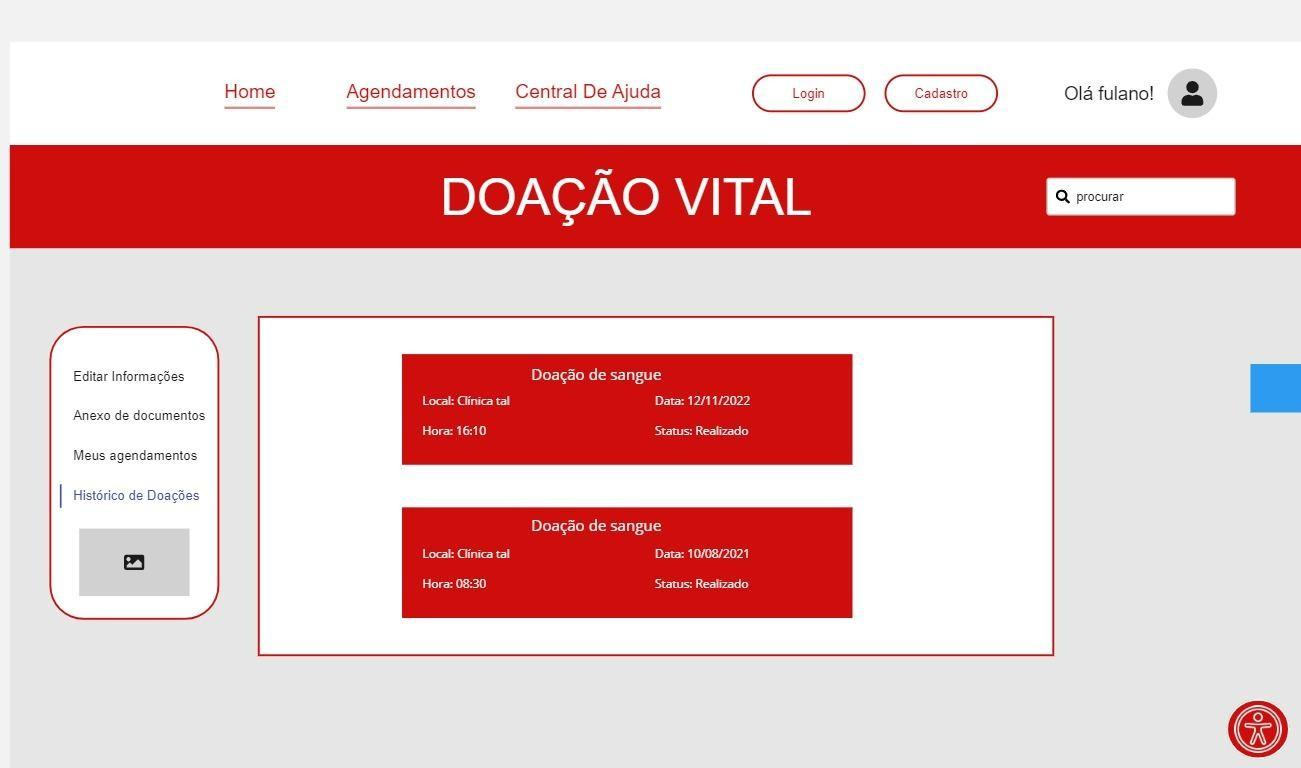 Home Agendamentos Central De Ajuda Login Cadastro Olá fulano!
DOAÇÃO VITAL
procurar
Editar Informações
Anexo de documentos
Meus agendamentos
Histórico de Doações
Doação de sangue
Local: Clínica tal Data: 12/11/2022
Hora: 16:10 Status: Realizado
Doação de sangue
Local: Clínica tal Data: 10/08/2021
Hora: 08:30 Status: Realizado